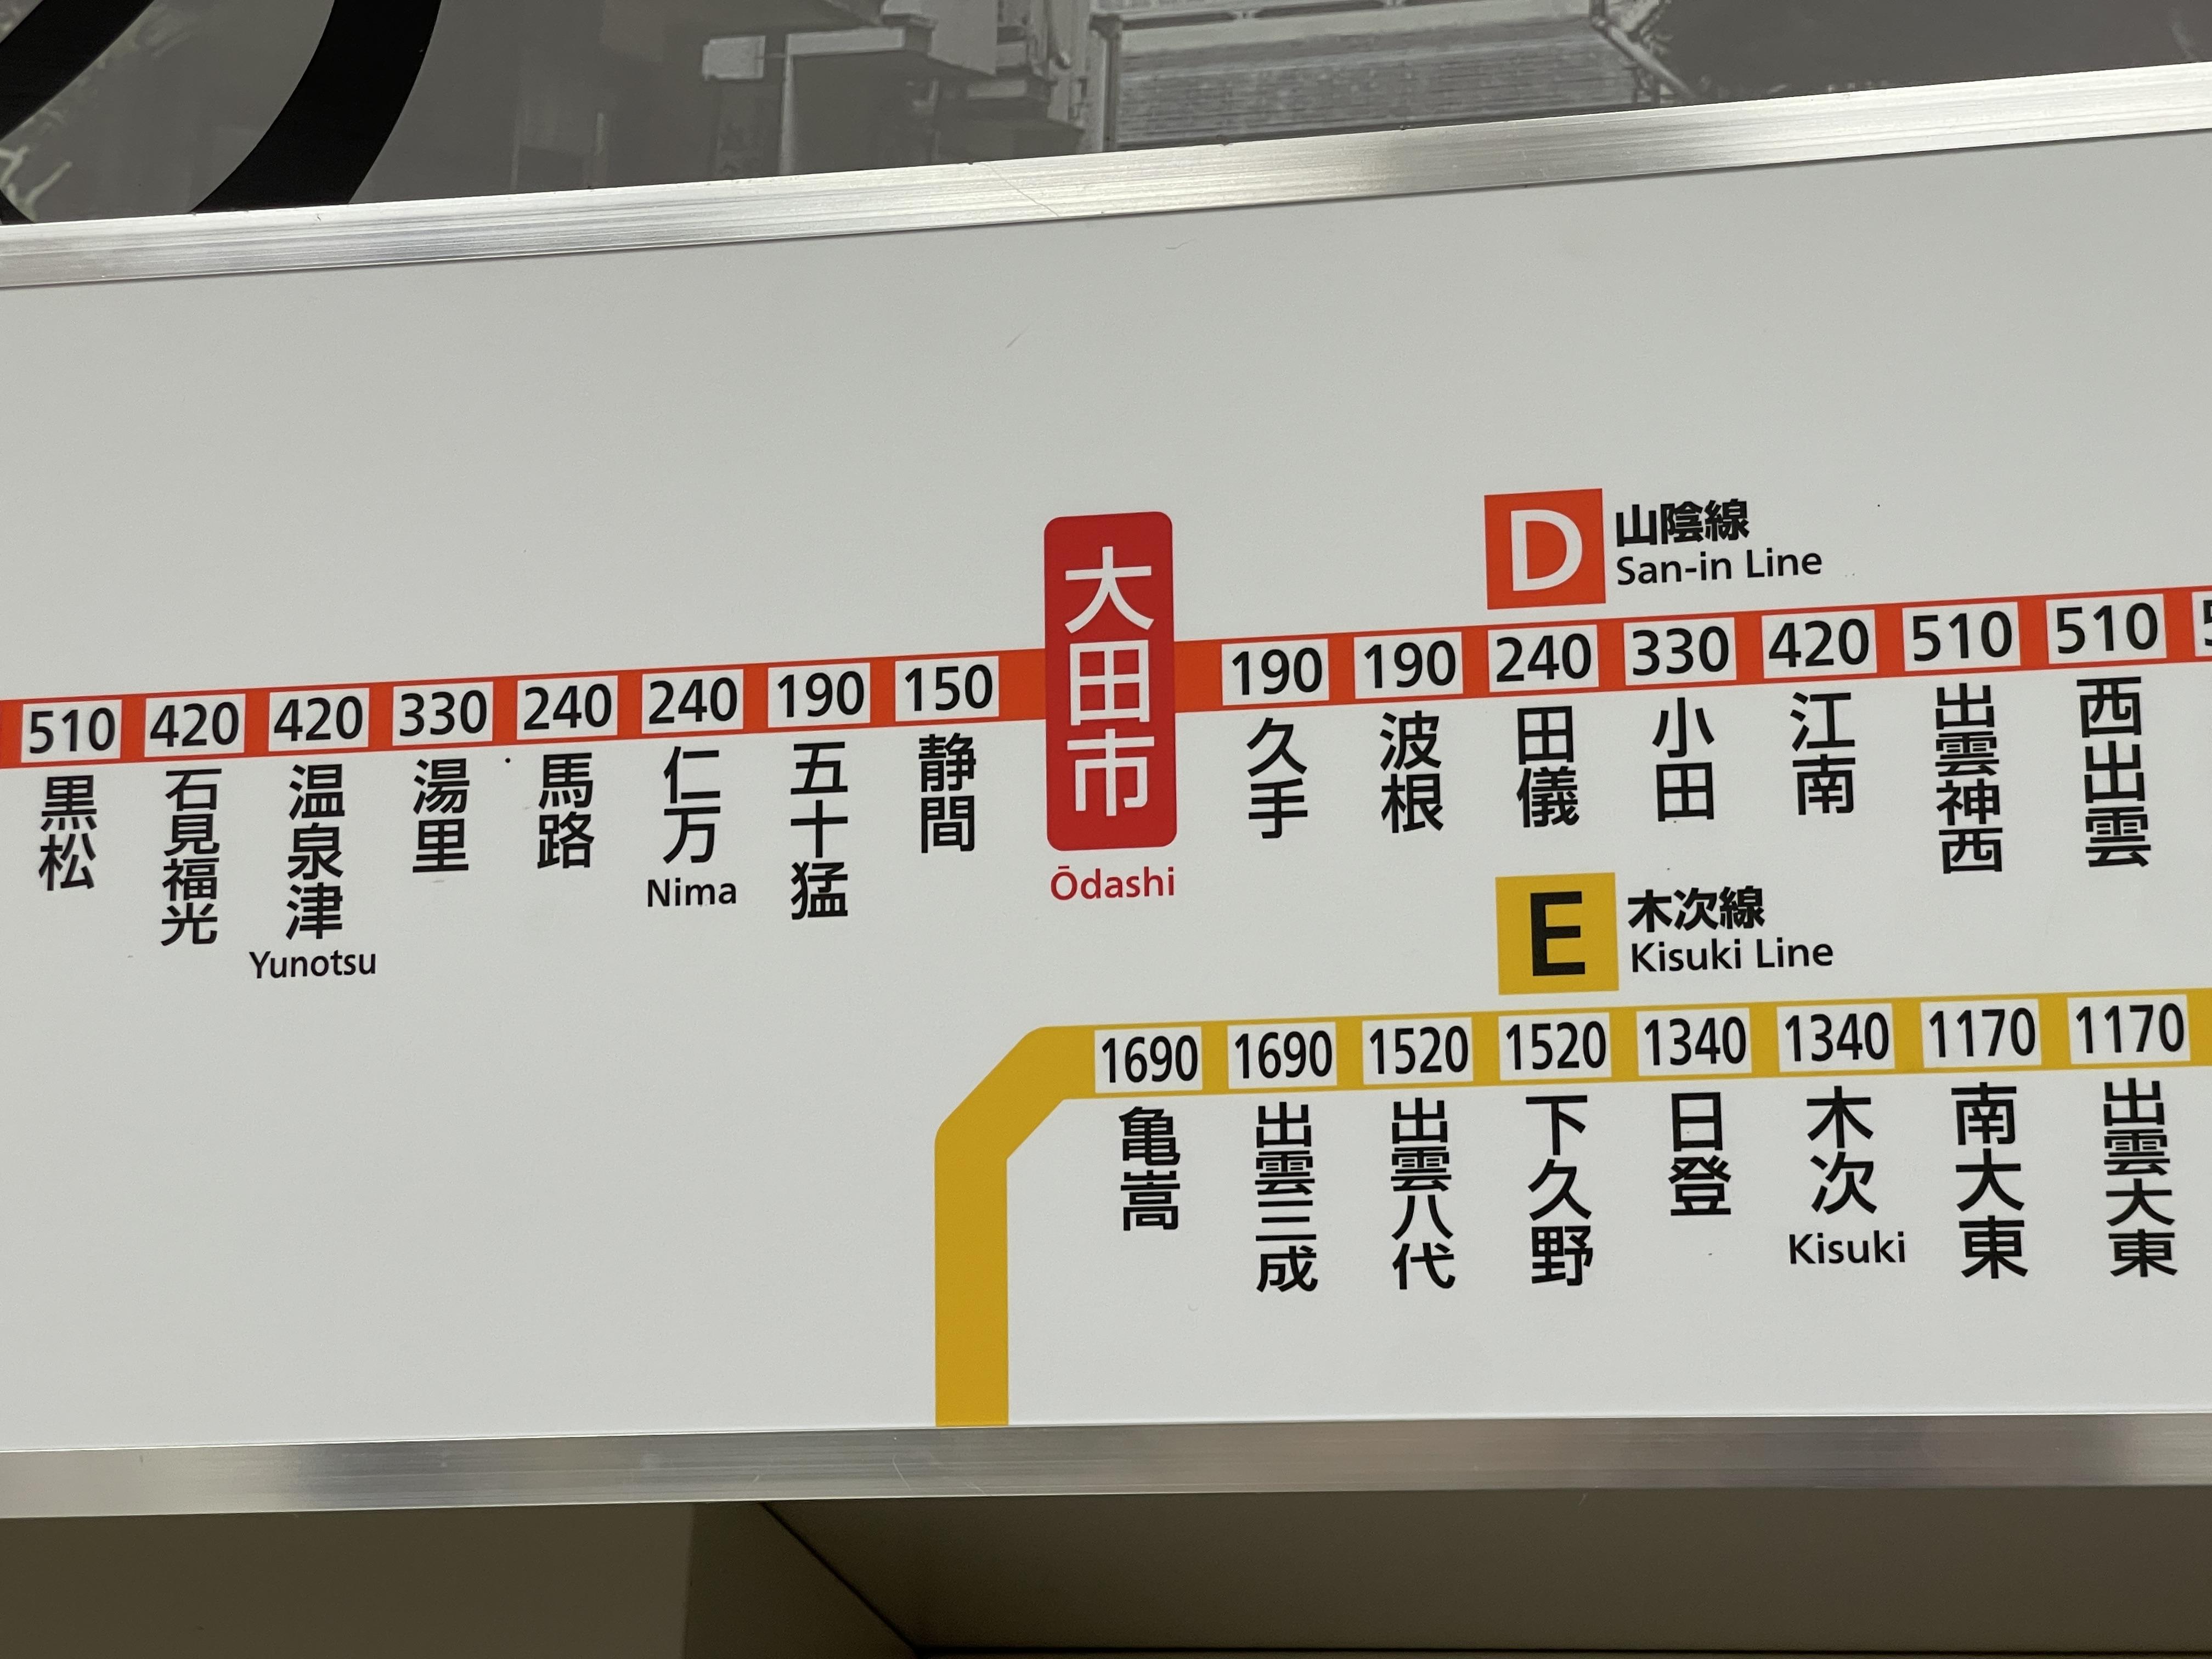 D 山陰線
San-in Line
510 420 420 330 240 240 190 150 大田市 190 190 240 330 420 510 510
黒松 石見福光 温泉津 湯里 馬路 仁万 五十猛 静間 久手 波根 田儀 小田 江南 出雲神西 西出雲
Yunotsu Nima Ōdashi
E 木次線
Kisuki Line
1690 1690 1520 1520 1340 1340 1170 1170
亀嵩 出雲三成 出雲八代 下久野 日登 木次 南大東 出雲大東
Kisuki